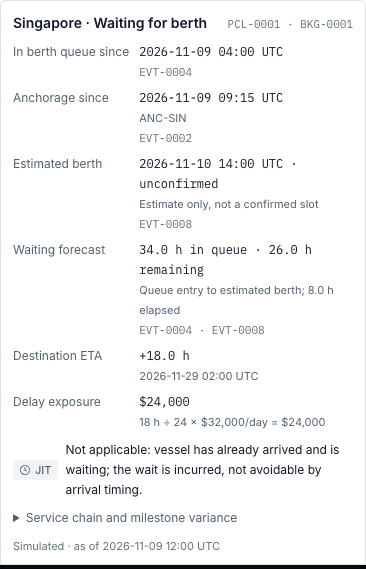 Singapore · Waiting for berth PCL-0001 · BKG-0001
In berth queue since 2026-11-09 04:00 UTC
EVT-0004
Anchorage since 2026-11-09 09:15 UTC
ANC-SIN
EVT-0002
Estimated berth 2026-11-10 14:00 UTC ·
unconfirmed
Estimate only, not a confirmed slot
EVT-0008
Waiting forecast 34.0 h in queue · 26.0 h
remaining
Queue entry to estimated berth; 8.0 h
elapsed
EVT-0004 · EVT-0008
Destination ETA +18.0 h
2026-11-29 02:00 UTC
Delay exposure $24,000
18 h ÷ 24 × $32,000/day = $24,000
Not applicable: vessel has already arrived and is
JIT waiting; the wait is incurred, not avoidable by
arrival timing.
Service chain and milestone variance
Simulated · as of 2026-11-09 12:00 UTC